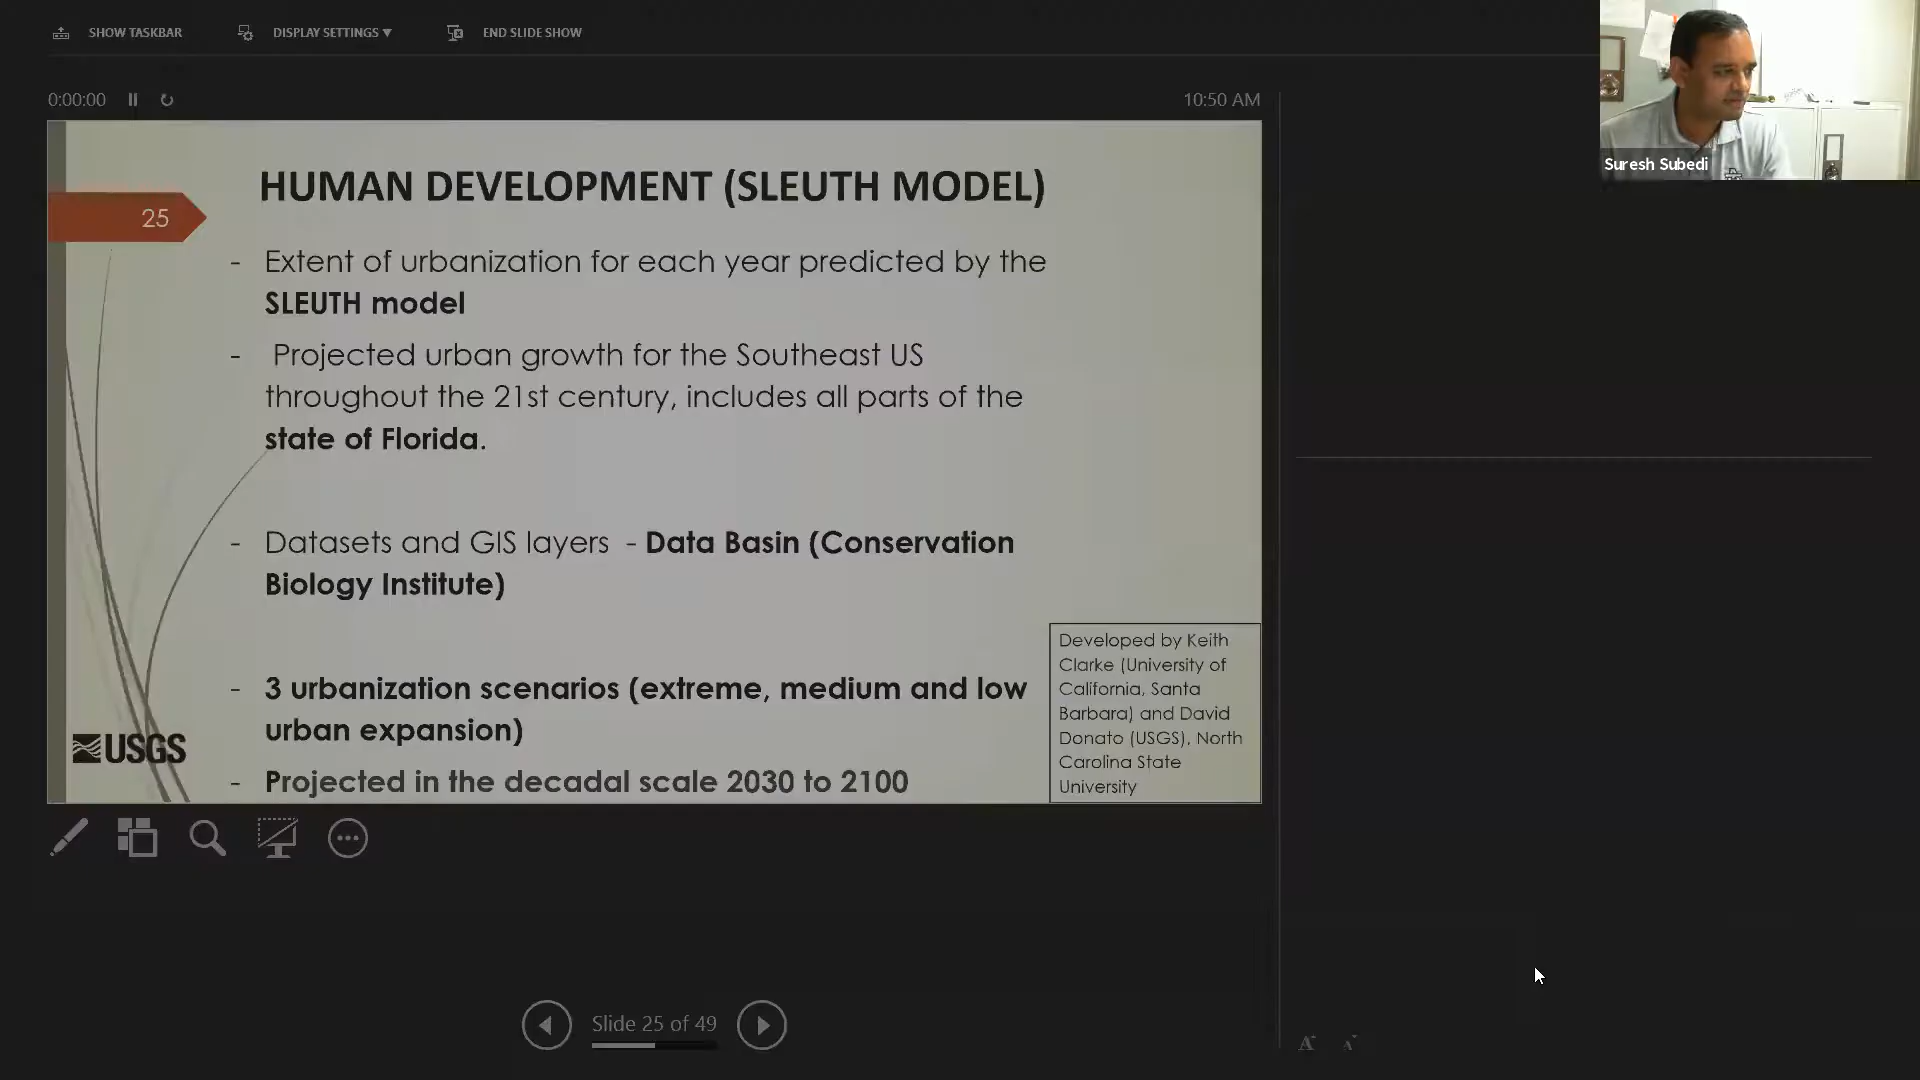 SHOW TASKBAR
DISPLAY SETTINGS ▼
END SLIDE SHOW
0:00:00
10:50 AM
Suresh Subedi
25
HUMAN DEVELOPMENT (SLEUTH MODEL)
- Extent of urbanization for each year predicted by the
SLEUTH model
- Projected urban growth for the Southeast US
throughout the 21st century, includes all parts of the
state of Florida.
- Datasets and GIS layers - Data Basin (Conservation
Biology Institute)
- 3 urbanization scenarios (extreme, medium and low
urban expansion)
- Projected in the decadal scale 2030 to 2100
Developed by Keith
Clarke (University of
California, Santa
Barbara) and David
Donato (USGS), North
Carolina State
University
USGS
Slide 25 of 49
A A